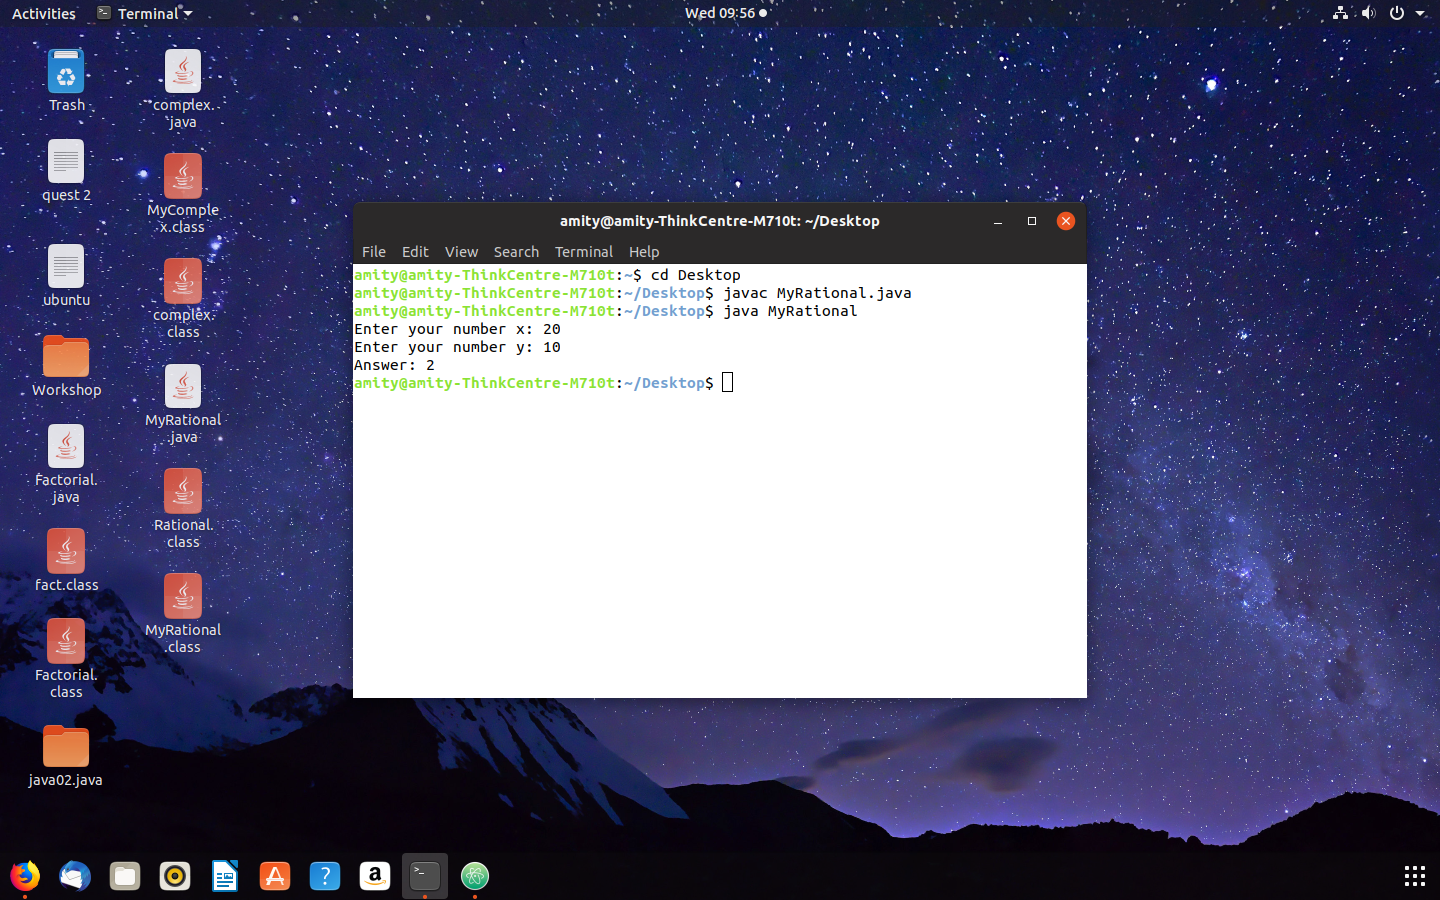 Activities
Terminal
Wed 09:56
Trash
quest 2
ubuntu
Workshop
Factorial.
java
fact.class
Factorial.
class
java02.java
complex.
java
MyComple
x.class
complex.
class
MyRational
.java
Rational.
class
MyRational
.class
amity@amity-ThinkCentre-M710t: ~/Desktop
File Edit View Search Terminal Help
amity@amity-ThinkCentre-M710t:~$ cd Desktop
amity@amity-ThinkCentre-M710t:~/Desktop$ javac MyRational.java
amity@amity-ThinkCentre-M710t:~/Desktop$ java MyRational
Enter your number x: 20
Enter your number y: 10
Answer: 2
amity@amity-ThinkCentre-M710t:~/Desktop$